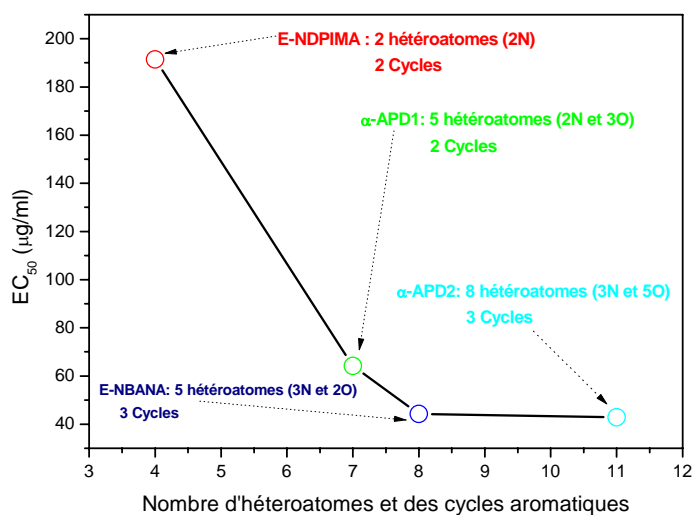 E-NDPIMA : 2 hétéroatomes (2N)
2 Cycles
α-APD1: 5 hétéroatomes (2N et 3O)
2 Cycles
α-APD2: 8 hétéroatomes (3N et 5O)
3 Cycles
E-NBANA: 5 hétéroatomes (3N et 2O)
3 Cycles
EC50 (μg/ml)
200
180
160
140
120
100
80
60
40
3 4 5 6 7 8 9 10 11 12
Nombre d'héteroatomes et des cycles aromatiques